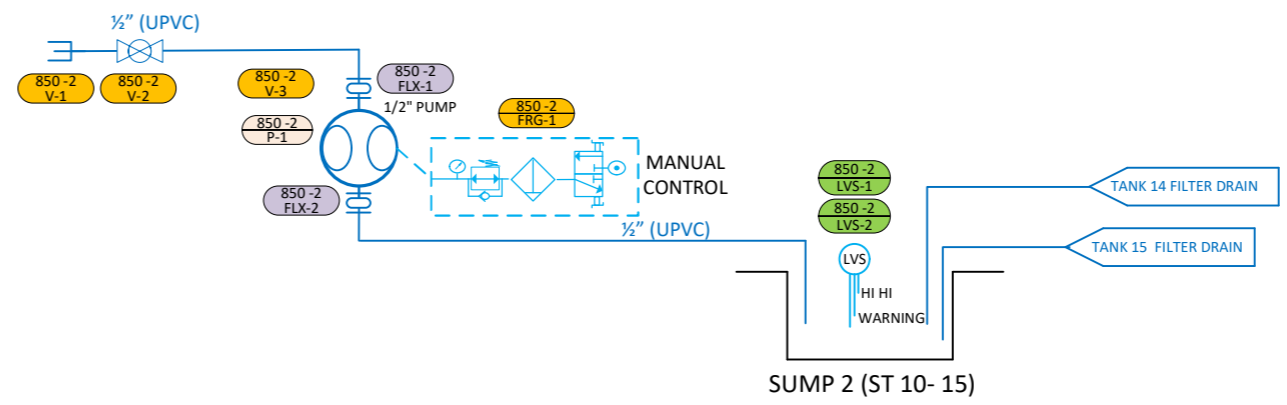 ½” (UPVC)
850 -2
V-1
850 -2
V-2
850 -2
V-3
850 -2
FLX-1
1/2" PUMP
850 -2
P-1
850 -2
FRG-1
MANUAL
CONTROL
850 -2
FLX-2
½” (UPVC)
850 -2
LVS-1
850 -2
LVS-2
LVS
HI HI
WARNING
TANK 14 FILTER DRAIN
TANK 15  FILTER DRAIN
SUMP 2 (ST 10- 15)